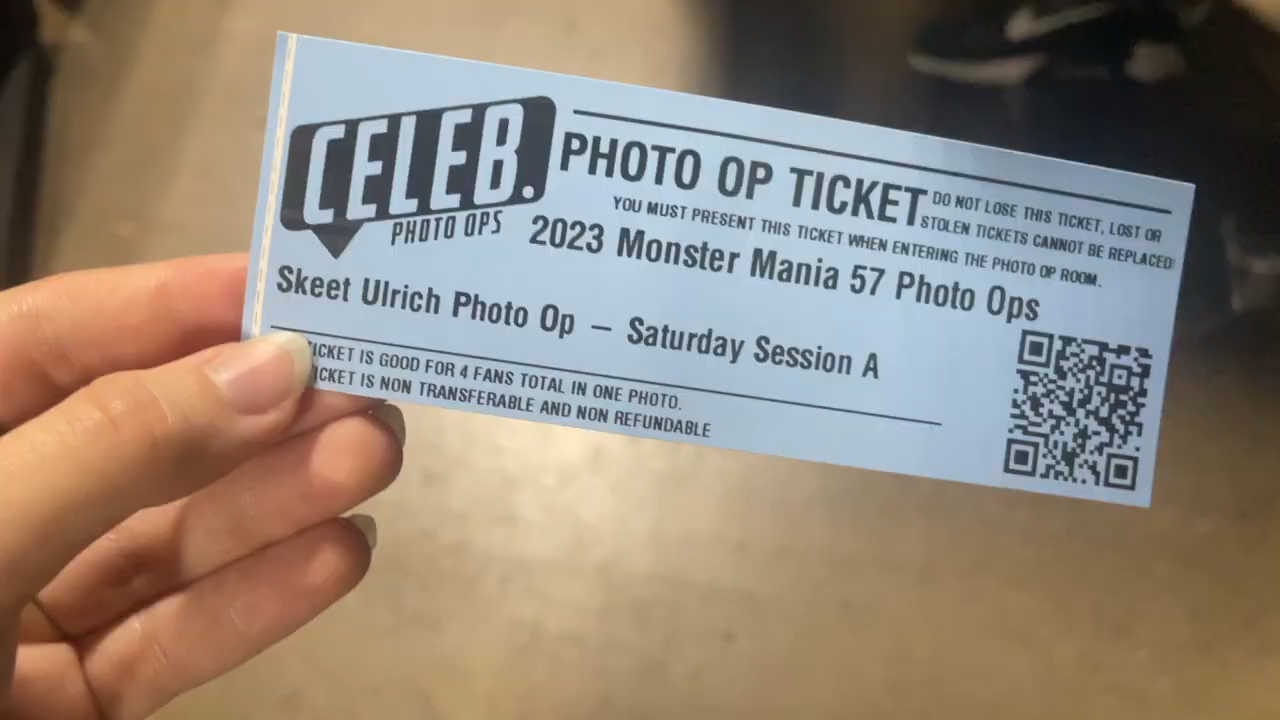 CELEB.
PHOTO OPS
PHOTO OP TICKET
DO NOT LOSE THIS TICKET, LOST OR
STOLEN TICKETS CANNOT BE REPLACED
YOU MUST PRESENT THIS TICKET WHEN ENTERING THE PHOTO OP ROOM.
2023 Monster Mania 57 Photo Ops
Skeet Ulrich Photo Op – Saturday Session A
TICKET IS GOOD FOR 4 FANS TOTAL IN ONE PHOTO.
TICKET IS NON TRANSFERABLE AND NON REFUNDABLE